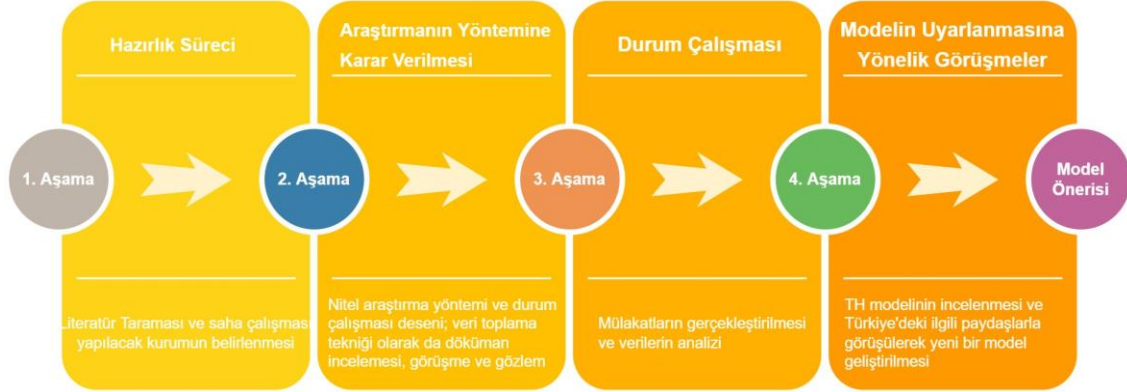 Hazırlık Süreci
Araştırmanın Yöntemine
Karar Verilmesi
Durum Çalışması
Modelin Uyarlanmasına
Yönelik Görüşmeler
1. Aşama
2. Aşama
3. Aşama
4. Aşama
Model
Önerisi
Literatür Taraması ve saha çalışması
yapılacak kurumun belirlenmesi
Nitel araştırma yöntemi ve durum
çalışması deseni; veri toplama
tekniği olarak da döküman
incelemesi, görüşme ve gözlem
Mülakatların gerçekleştirilmesi
ve verilerin analizi
TH modelinin incelenmesi ve
Türkiye'deki ilgili paydaşlarla
görüşülerek yeni bir model
geliştirilmesi